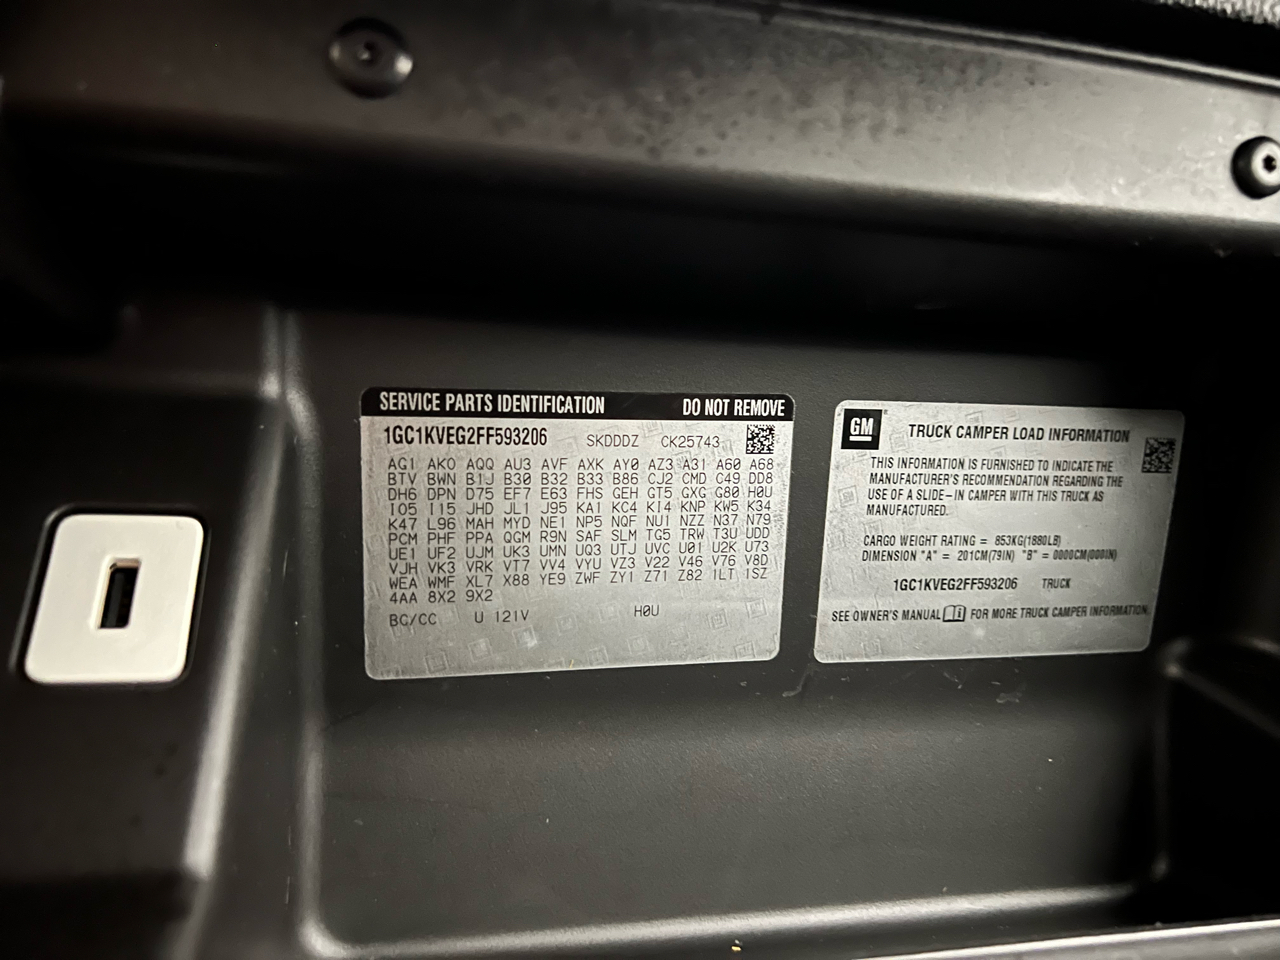 SERVICE PARTS IDENTIFICATION DO NOT REMOVE
1GC1KVEG2FF593206 SKDDDZ CK25743
AG1 AKO AQQ AU3 AVF AXK AY0 AZ3 A31 A60 A68
BTV BWN B1J B30 B32 B33 B86 CJ2 CMD C49 DD8
DH6 DPN D75 EF7 E63 FHS GEH GT5 GXG G80 H0U
IO5 I15 JHD JL1 J95 KA1 KC4 KI4 KNP KW5 K34
K47 L96 MAH MYD NE1 NP5 NQF NU1 NZZ N37 N79
PCM PHF PPA QGM R9N SAF SLM TG5 TRW T3U UDD
UE1 UF2 UJM UK3 UMN UQ3 UTJ UVC U01 U2K U73
VJH VK3 VRK VT7 VV4 VYU VZ3 V22 V46 V76 V8D
WEA WMF XL7 X88 YE9 ZWF ZY1 Z71 Z82 1LT 1SZ
4AA 8X2 9X2
BG/CC U 121V H0U
GM
TRUCK CAMPER LOAD INFORMATION
THIS INFORMATION IS FURNISHED TO INDICATE THE
MANUFACTURER'S RECOMMENDATION REGARDING THE
USE OF A SLIDE-IN CAMPER WITH THIS TRUCK AS
MANUFACTURED.
CARGO WEIGHT RATING = 853KG(1880LB)
DIMENSION "A" = 201CM(79IN) "B" = 0000CM(000IN)
1GC1KVEG2FF593206 TRUCK
SEE OWNER'S MANUAL FOR MORE TRUCK CAMPER INFORMATION.